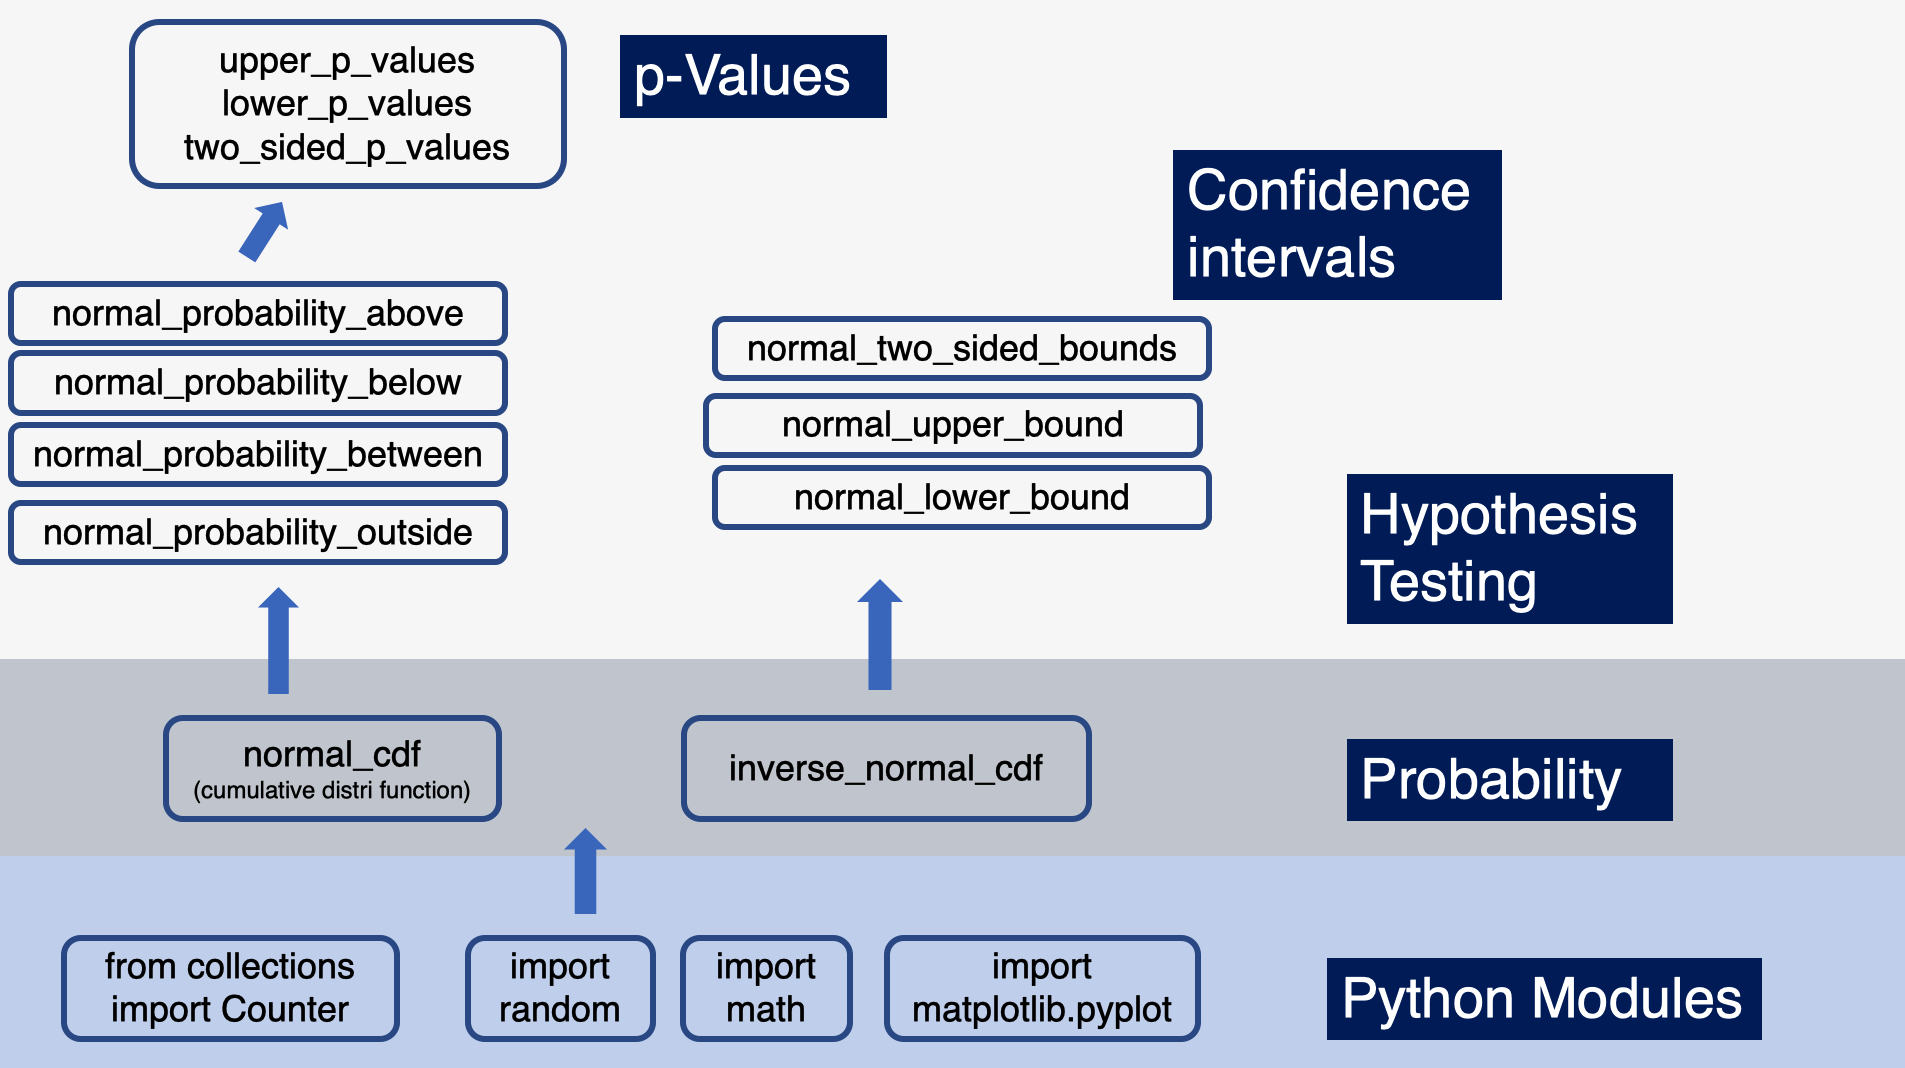 upper_p_values
lower_p_values
two_sided_p_values
p-Values
Confidence
intervals
normal_probability_above
normal_probability_below
normal_probability_between
normal_probability_outside
normal_two_sided_bounds
normal_upper_bound
normal_lower_bound
Hypothesis
Testing
normal_cdf
(cumulative distri function)
inverse_normal_cdf
Probability
from collections
import Counter
import
random
import
math
import
matplotlib.pyplot
Python Modules